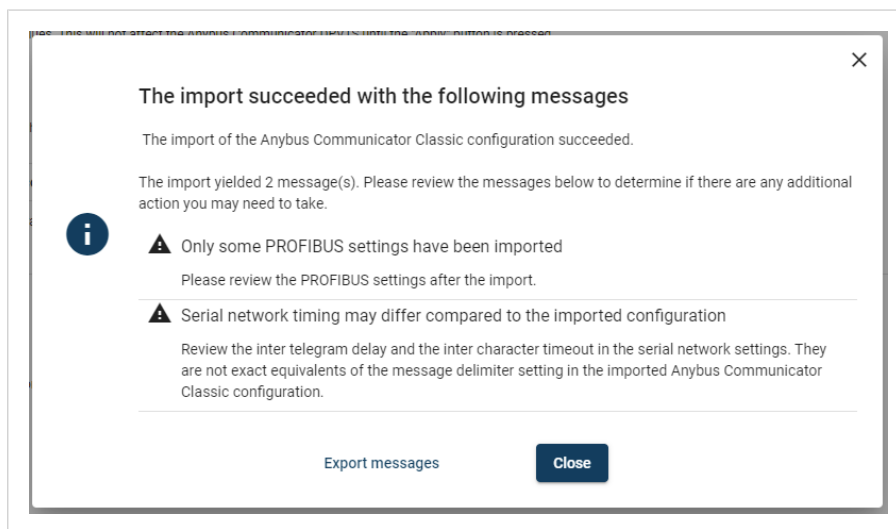 The import succeeded with the following messages
The import of the Anybus Communicator Classic configuration succeeded.
The import yielded 2 message(s). Please review the messages below to determine if there are any additional
action you may need to take.
Only some PROFIBUS settings have been imported
Please review the PROFIBUS settings after the import.
Serial network timing may differ compared to the imported configuration
Review the inter telegram delay and the inter character timeout in the serial network settings. They
are not exact equivalents of the message delimiter setting in the imported Anybus Communicator
Classic configuration.
Export messages
Close